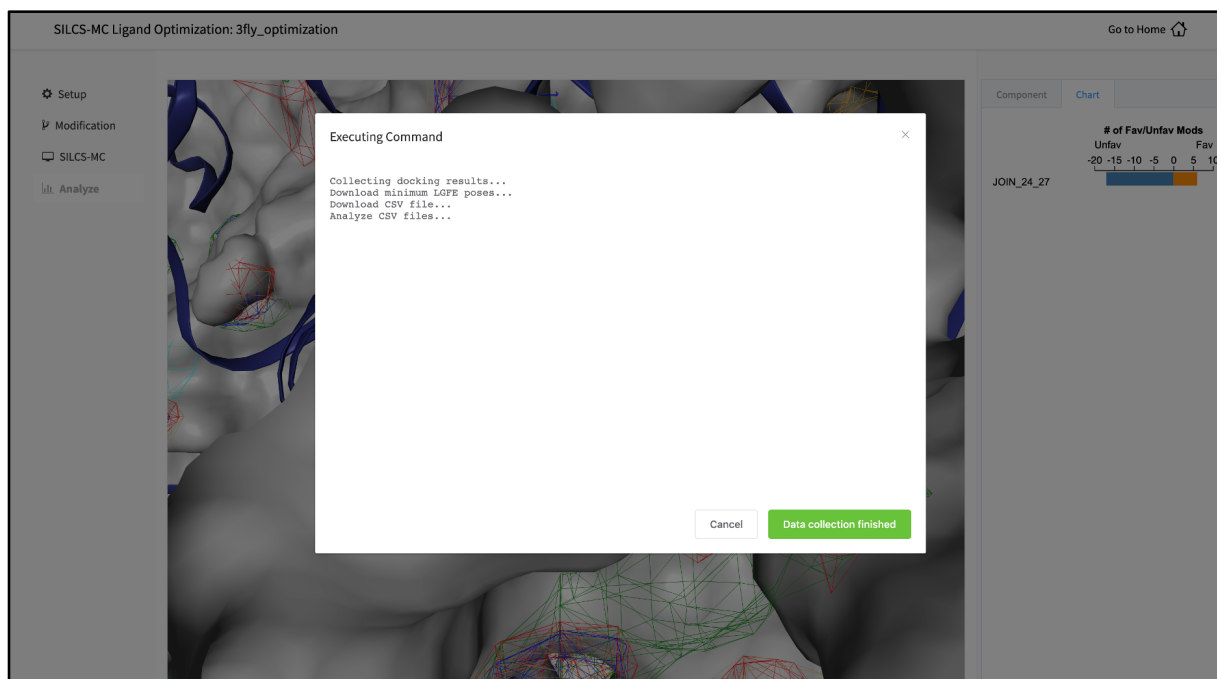 SILCS-MC Ligand Optimization: 3fly_optimization
Go to Home
Setup
Modification
SILCS-MC
Analyze
Executing Command
Collecting docking results...
Download minimum LGFE poses...
Download CSV file...
Analyze CSV files...
Cancel
Data collection finished
Component
Chart
# of Fav/Unfav Mods
Unfav Fav
-20 -15 -10 -5 0 5 10
JOIN_24_27